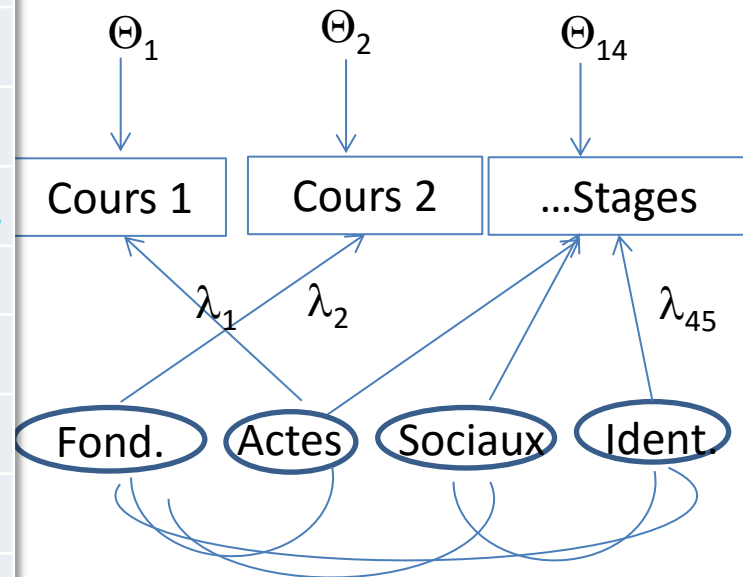 Θ1 Θ2 Θ14
Cours 1 Cours 2 ...Stages
λ1 λ2 λ45
Fond. Actes Sociaux Ident.